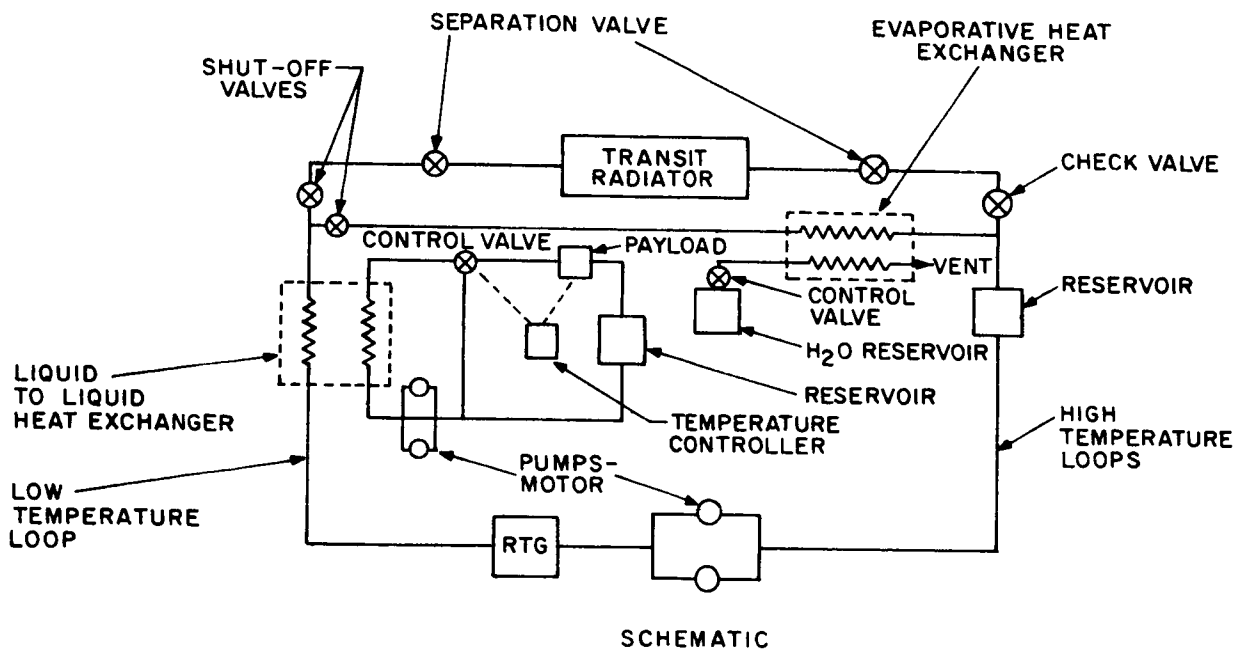 SEPARATION VALVE
EVAPORATIVE HEAT
EXCHANGER
SHUT-OFF
VALVES
TRANSIT
RADIATOR
CHECK VALVE
CONTROL VALVE
PAYLOAD
VENT
CONTROL
VALVE
RESERVOIR
H2O RESERVOIR
LIQUID
TO LIQUID
HEAT EXCHANGER
RESERVOIR
TEMPERATURE
CONTROLLER
HIGH
TEMPERATURE
LOOPS
PUMPS-
MOTOR
LOW
TEMPERATURE
LOOP
RTG
SCHEMATIC